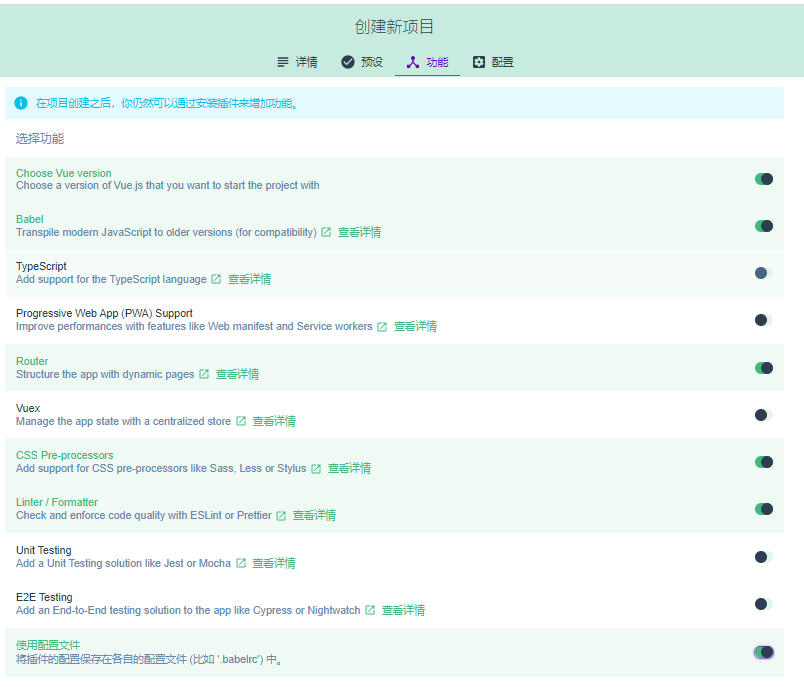 创建新项目
详情 预设 功能 配置
在项目创建之后，你仍然可以通过安装插件来增加功能。
选择功能
Choose Vue version
Choose a version of Vue.js that you want to start the project with
Babel
Transpile modern JavaScript to older versions (for compatibility) 查看详情
TypeScript
Add support for the TypeScript language 查看详情
Progressive Web App (PWA) Support
Improve performances with features like Web manifest and Service workers 查看详情
Router
Structure the app with dynamic pages 查看详情
Vuex
Manage the app state with a centralized store 查看详情
CSS Pre-processors
Add support for CSS pre-processors like Sass, Less or Stylus 查看详情
Linter / Formatter
Check and enforce code quality with ESLint or Prettier 查看详情
Unit Testing
Add a Unit Testing solution like Jest or Mocha 查看详情
E2E Testing
Add an End-to-End testing solution to the app like Cypress or Nightwatch 查看详情
使用配置文件
将插件的配置保存在各自的配置文件 (比如 '.babelrc') 中。